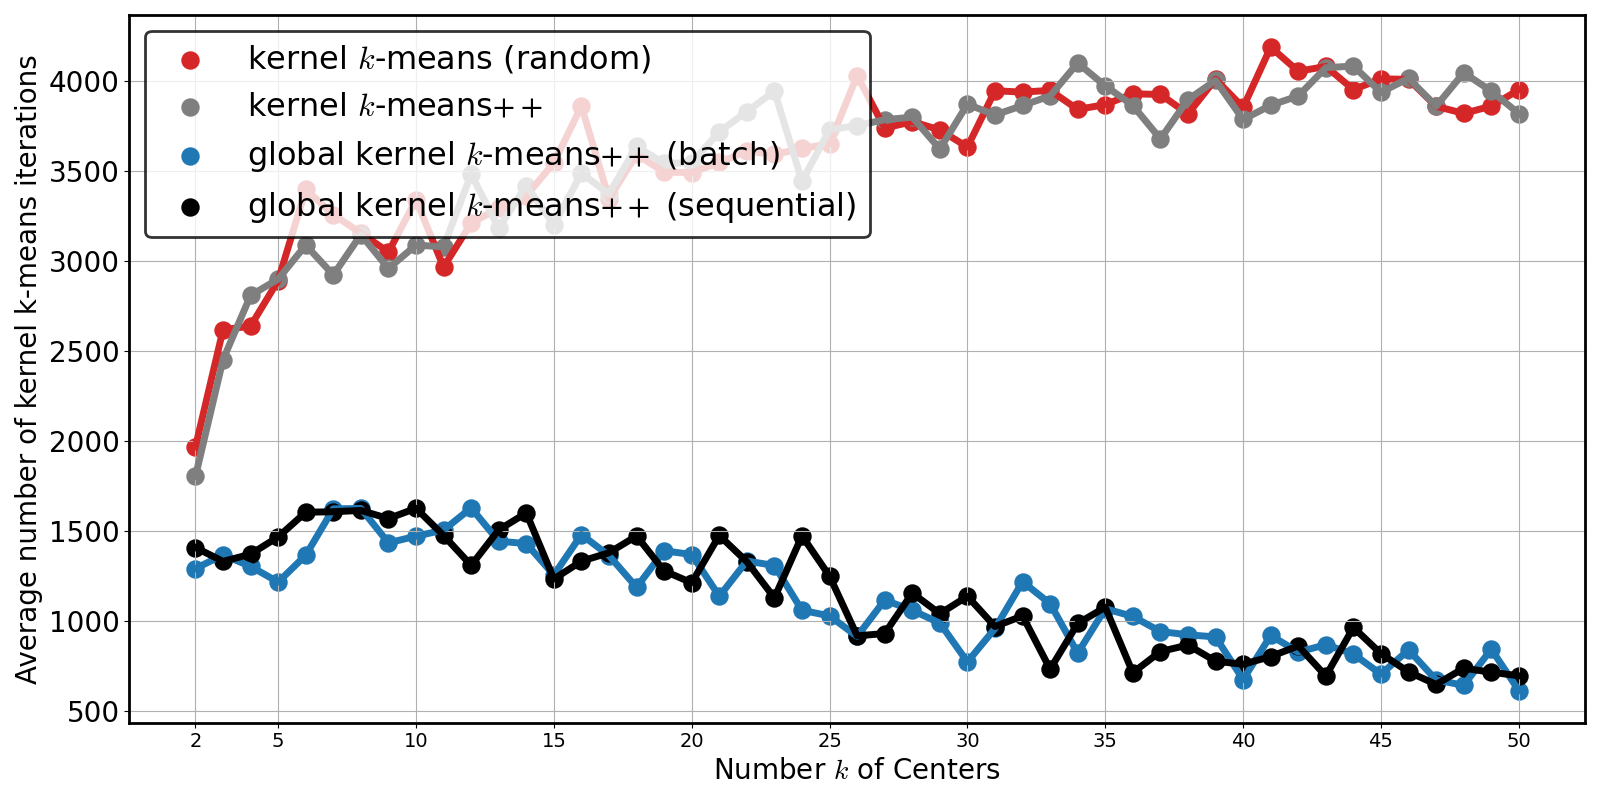 Average number of kernel k-means iterations
4000
3500
3000
2500
2000
1500
1000
500
kernel k-means (random)
kernel k-means++
global kernel k-means++ (batch)
global kernel k-means++ (sequential)
2 5 10 15 20 25 30 35 40 45 50
Number k of Centers